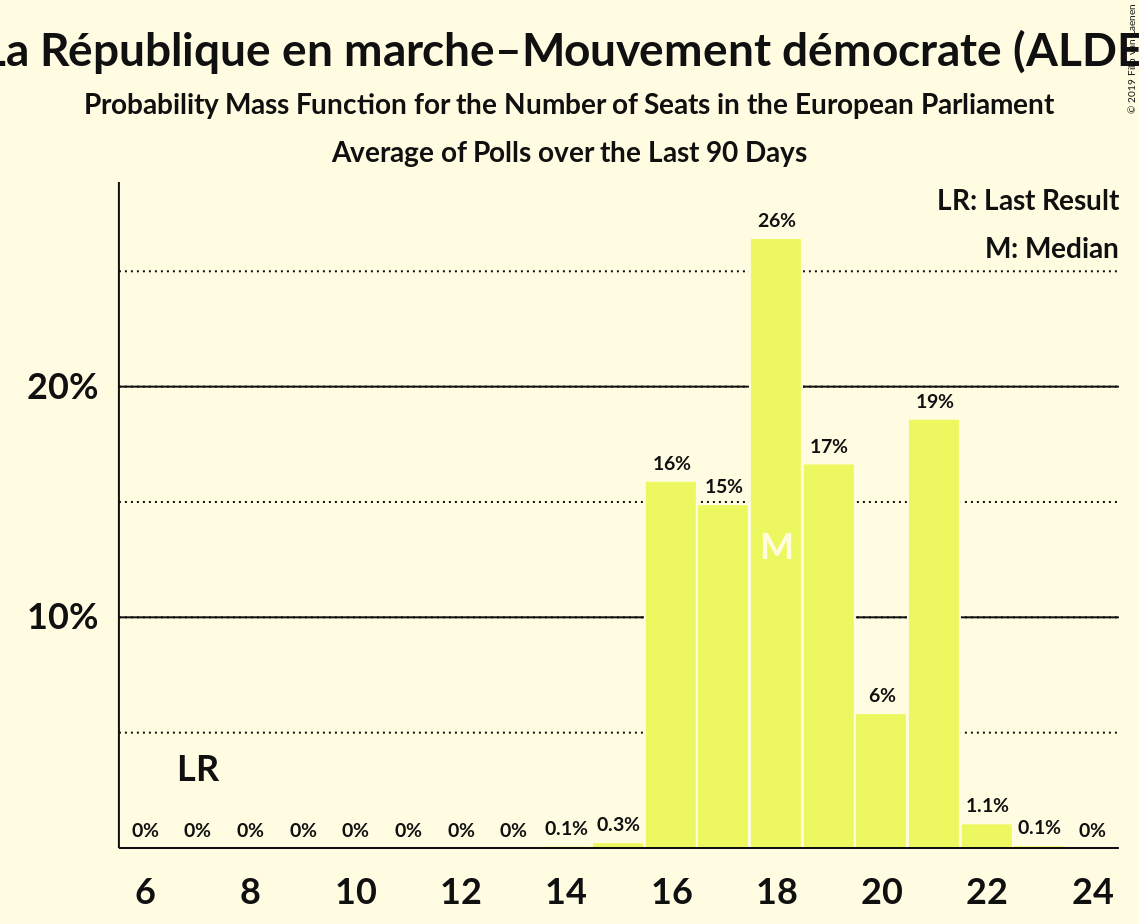 La République en marche–Mouvement démocrate (ALDE
Probability Mass Function for the Number of Seats in the European Parliament
Average of Polls over the Last 90 Days
© 2019
LR: Last Result
M: Median
26%
20%
19%
17%
16%
15%
M
10%
6%
LR
1.1%
0% 0% 0% 0% 0% 0% 0% 0% 0.1% 0.3% 0.1% 0%
6 8 10 12 14 16 18 20 22 24